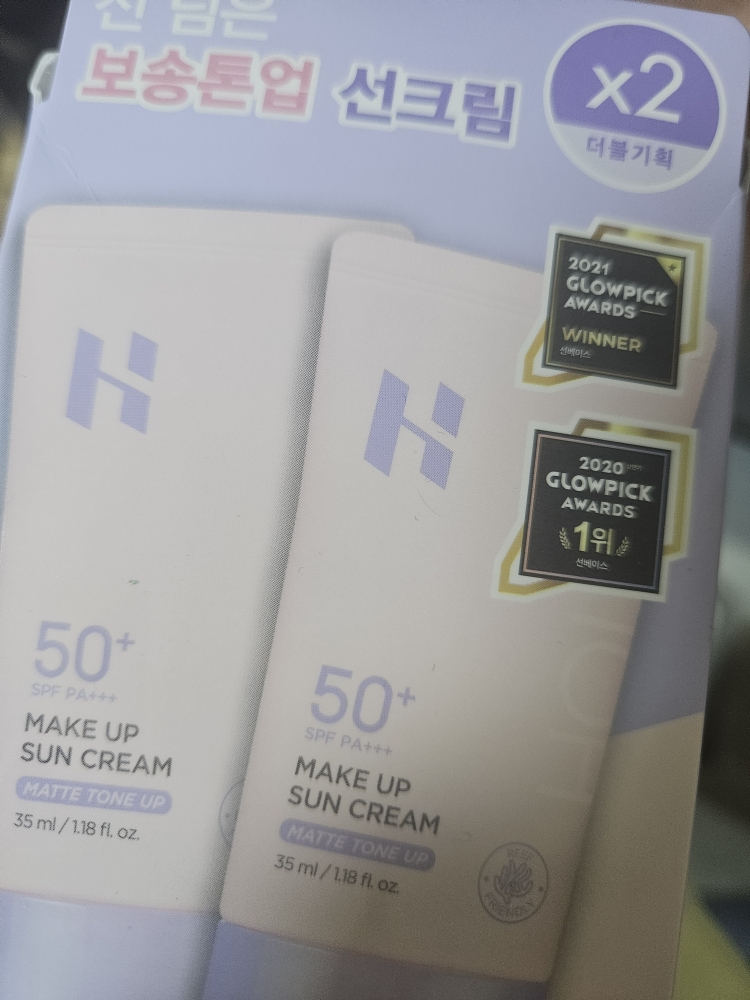 보송톤업 선크림
x2
더블기획
2021
GLOWPICK
AWARDS
WINNER
선베이스
2020
GLOWPICK
AWARDS
1위
선베이스
H
50+
SPF PA+++
MAKE UP
SUN CREAM
MATTE TONE UP
35 ml / 1.18 fl. oz.
H
50+
SPF PA+++
MAKE UP
SUN CREAM
MATTE TONE UP
35 ml / 1.18 fl. oz.
REEF
FRIENDLY